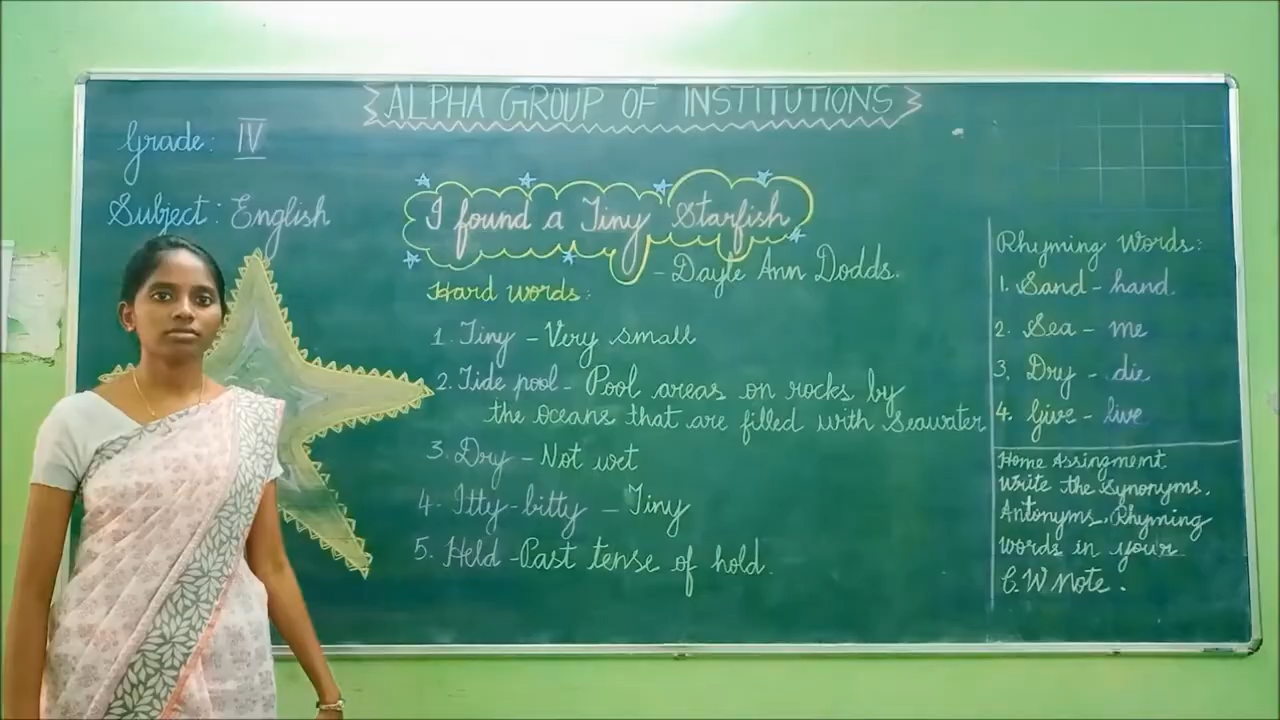 ALPHA GROUP OF INSTITUTIONS
Grade: IV
Subject: English
I found a Tiny Starfish
- Dayle Ann Dodds.
Hard words:
1. Tiny - Very small
2. Tide pool - Pool areas on rocks by
the oceans that are filled with Seawater
3. Dry - Not wet
4. Itty-bitty - Tiny
5. Held - Past tense of hold.
Rhyming Words:
1. Sand - hand.
2. Sea - me
3. Dry - die
4. Give - live
Home Assingment
Write the Synonyms,
Antonyms, Rhyming
words in your
C.W Note.